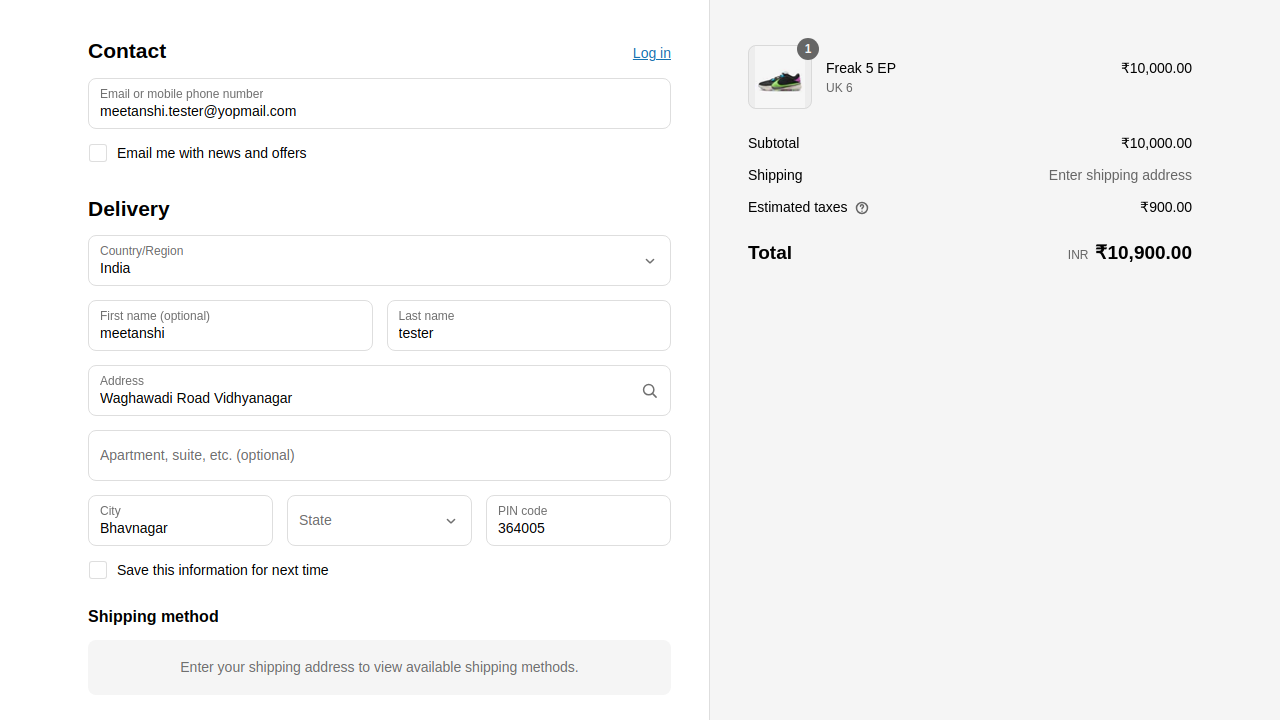 Contact
Log in
Email or mobile phone number
meetanshi.tester@yopmail.com
Email me with news and offers
Delivery
Country/Region
India
First name (optional)
meetanshi
Last name
tester
Address
Waghawadi Road Vidhyanagar
Apartment, suite, etc. (optional)
City
Bhavnagar
State
PIN code
364005
Save this information for next time
Shipping method
Enter your shipping address to view available shipping methods.
1
Freak 5 EP
₹10,000.00
UK 6
Subtotal ₹10,000.00
Shipping Enter shipping address
Estimated taxes ₹900.00
Total INR ₹10,900.00